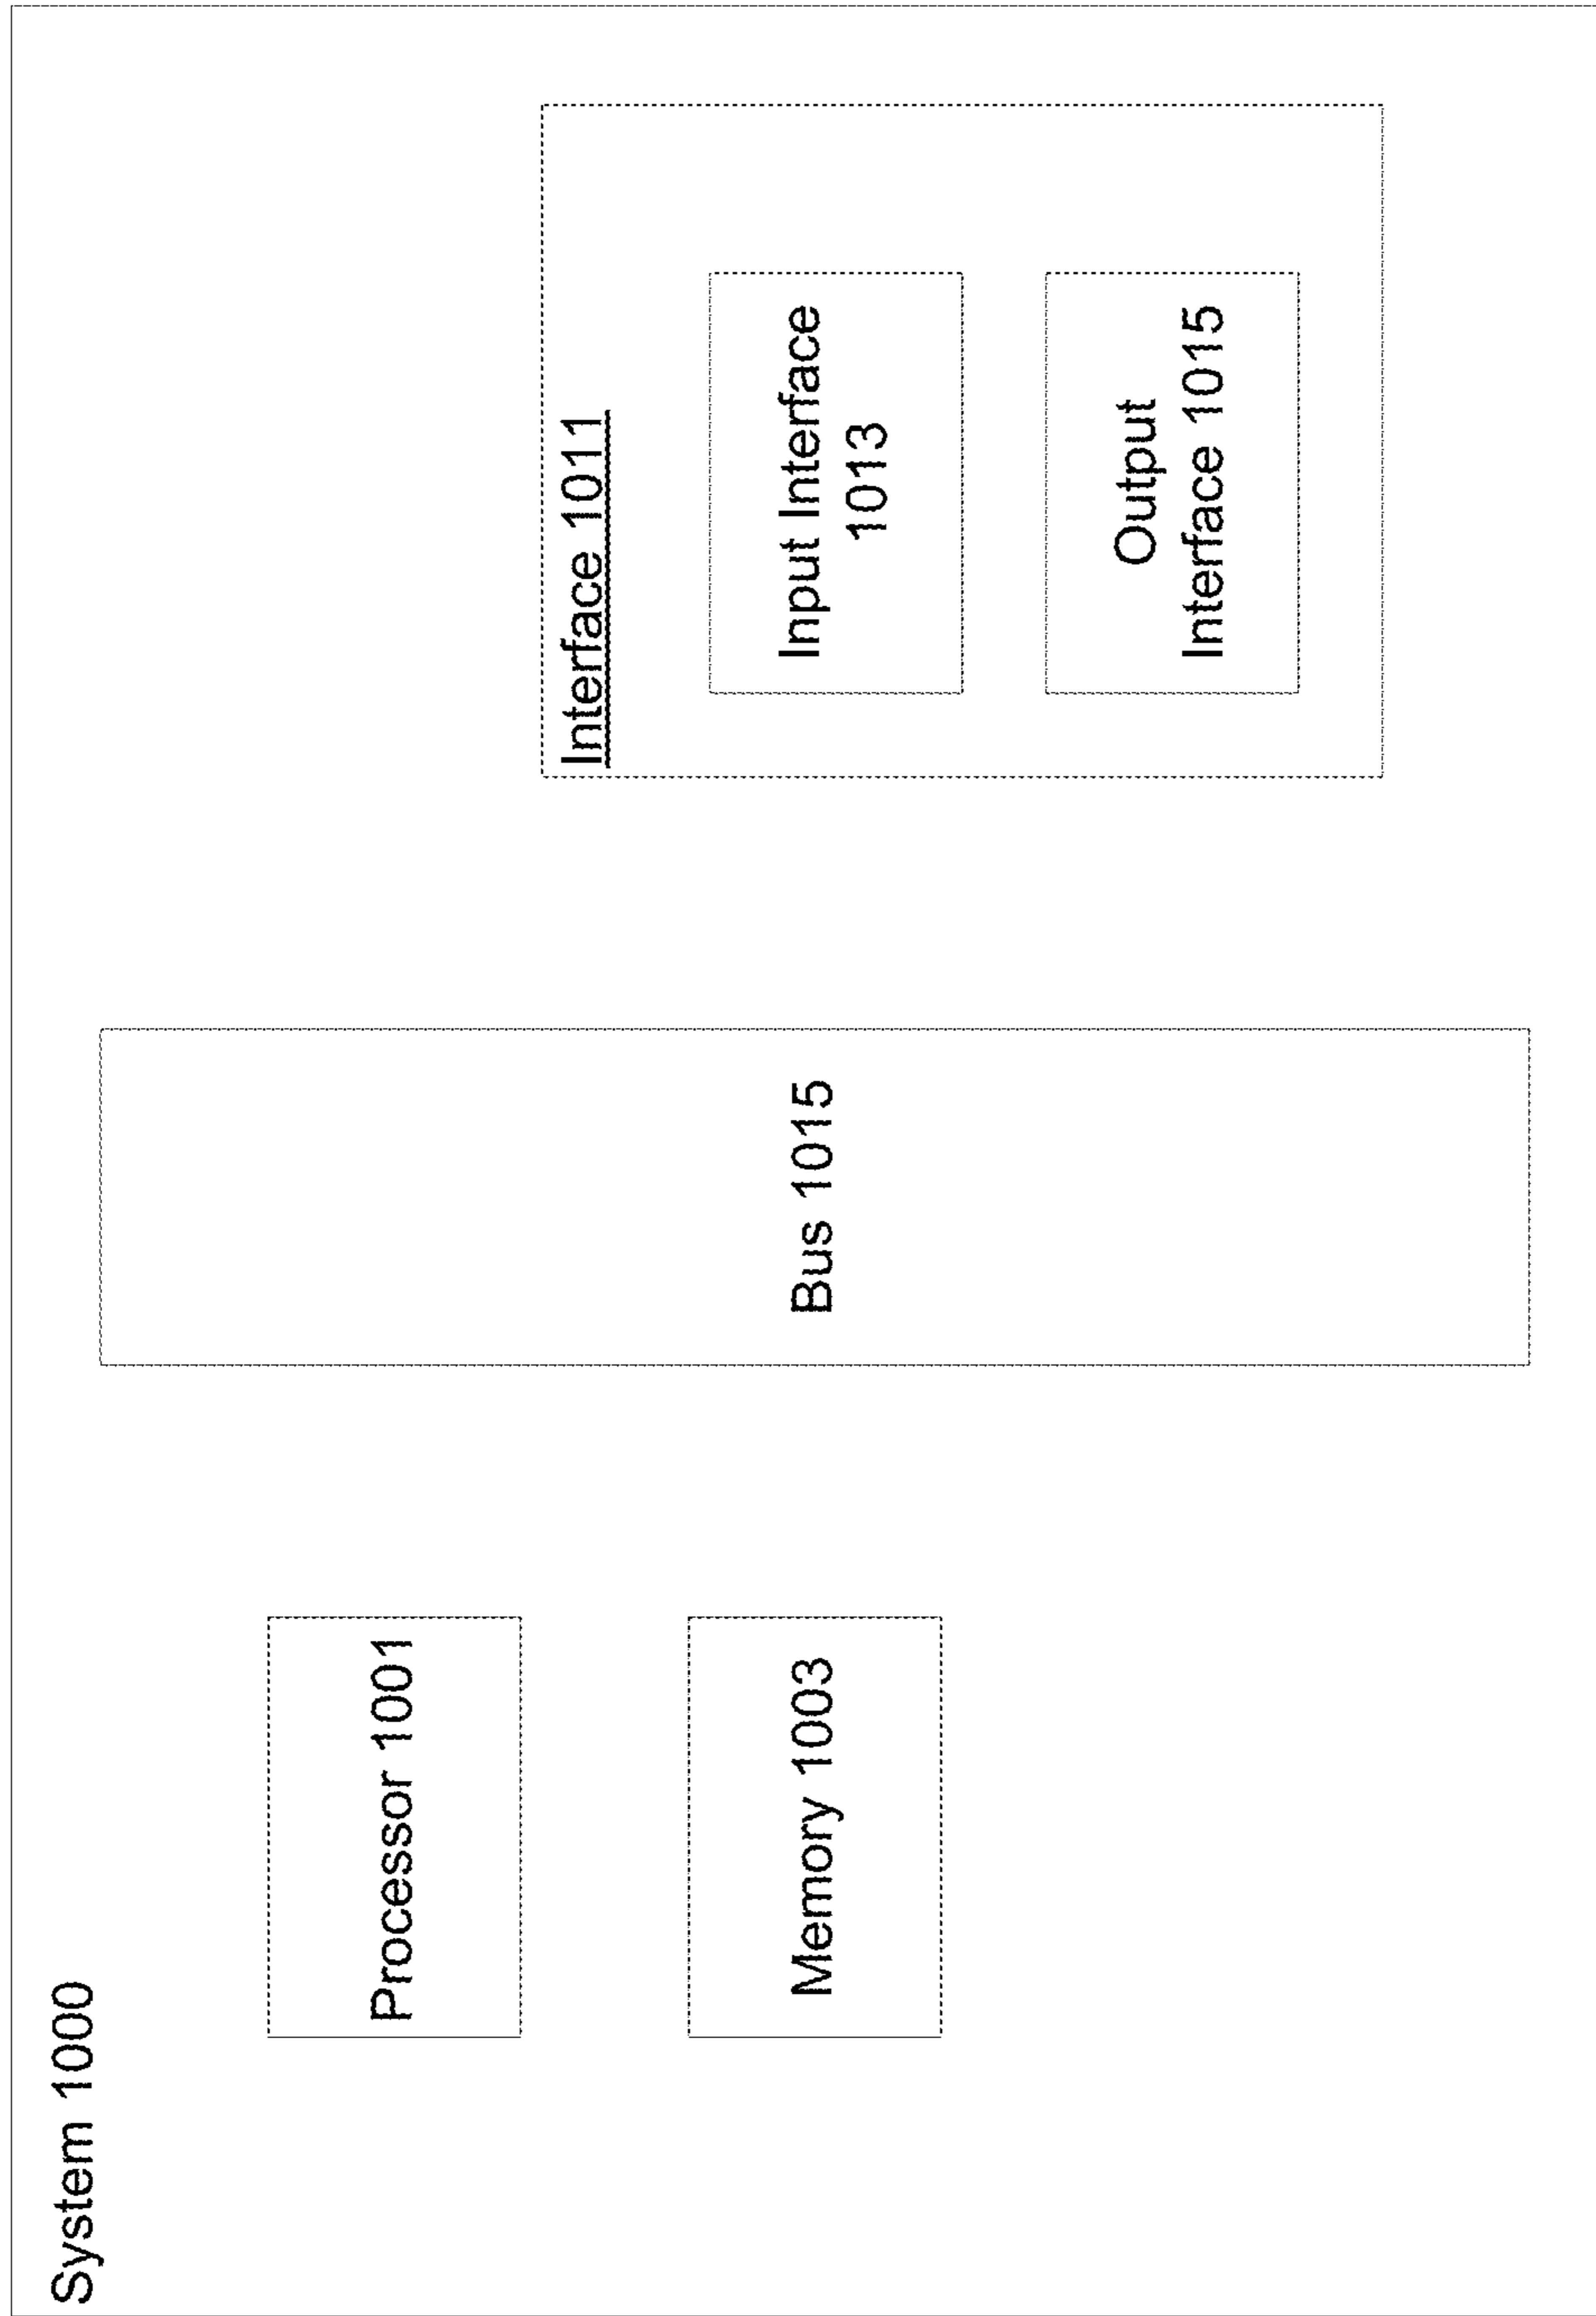 System 1000
Processor 1001
Memory 1003
Bus 1015
Interface 1011
Input Interface
1013
Output
Interface 1015